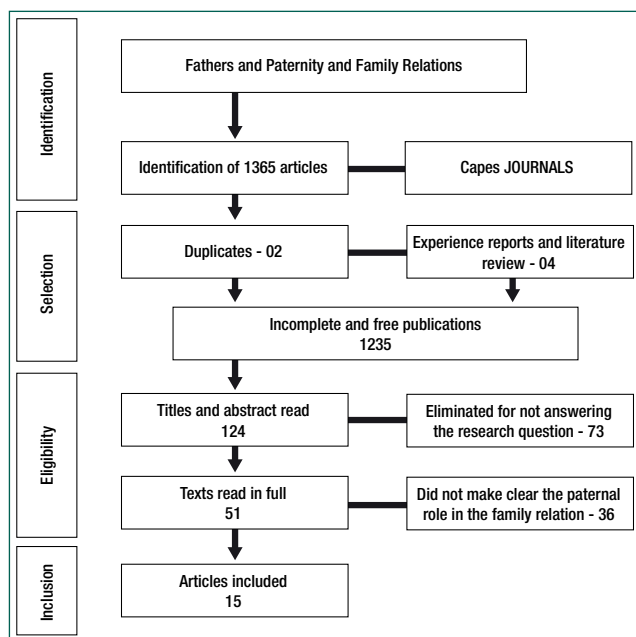 Identification
Fathers and Paternity and Family Relations
Identification of 1365 articles
Capes JOURNALS
Selection
Duplicates - 02
Experience reports and literature
review - 04
Incomplete and free publications
1235
Eligibility
Titles and abstract read
124
Eliminated for not answering
the research question - 73
Texts read in full
51
Did not make clear the paternal
role in the family relation - 36
Inclusion
Articles included
15